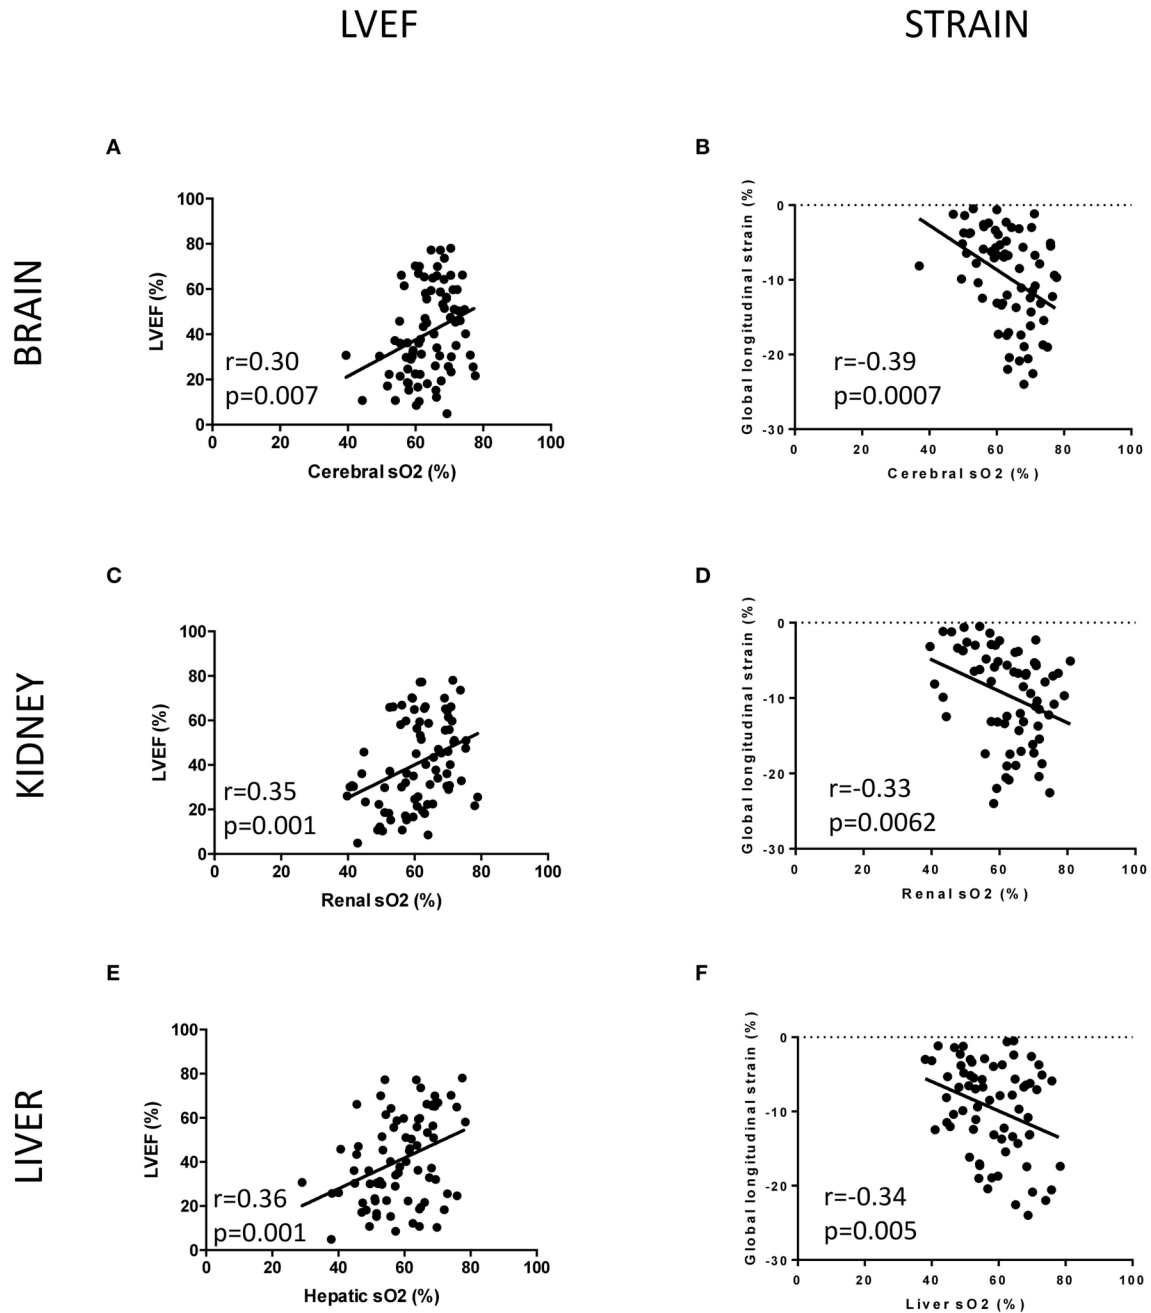 LVEF STRAIN
BRAIN
A
LVEF (%)
100
80
60
40
20
0
r=0.30
p=0.007
0 20 40 60 80 100
Cerebral sO2 (%)
B
Global longitudinal strain (%)
0
-10
-20
-30
r=-0.39
p=0.0007
0 20 40 60 80 100
Cerebral sO2 (%)
KIDNEY
C
LVEF (%)
100
80
60
40
20
0
r=0.35
p=0.001
0 20 40 60 80 100
Renal sO2 (%)
D
Global longitudinal strain (%)
0
-10
-20
-30
r=-0.33
p=0.0062
0 20 40 60 80 100
Renal sO2 (%)
LIVER
E
LVEF (%)
100
80
60
40
20
0
r=0.36
p=0.001
0 20 40 60 80 100
Hepatic sO2 (%)
F
Global longitudinal strain (%)
0
-10
-20
-30
r=-0.34
p=0.005
0 20 40 60 80 100
Liver sO2 (%)